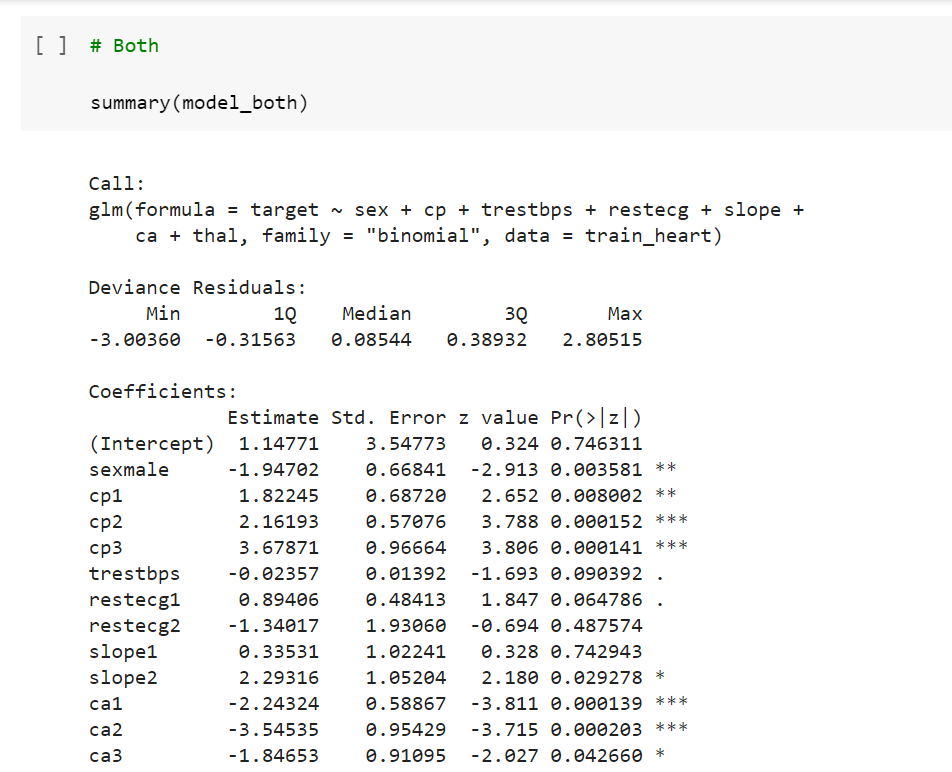 [ ] # Both
summary(model_both)
Call:
glm(formula = target ~ sex + cp + trestbps + restecg + slope +
    ca + thal, family = "binomial", data = train_heart)
Deviance Residuals:
     Min        1Q    Median        3Q       Max
-3.00360  -0.31563   0.08544   0.38932   2.80515
Coefficients:
            Estimate Std. Error z value Pr(>|z|)
(Intercept)  1.14771    3.54773   0.324 0.746311
sexmale     -1.94702    0.66841  -2.913 0.003581 **
cp1          1.82245    0.68720   2.652 0.008002 **
cp2          2.16193    0.57076   3.788 0.000152 ***
cp3          3.67871    0.96664   3.806 0.000141 ***
trestbps    -0.02357    0.01392  -1.693 0.090392 .
restecg1     0.89406    0.48413   1.847 0.064786 .
restecg2    -1.34017    1.93060  -0.694 0.487574
slope1       0.33531    1.02241   0.328 0.742943
slope2       2.29316    1.05204   2.180 0.029278 *
ca1         -2.24324    0.58867  -3.811 0.000139 ***
ca2         -3.54535    0.95429  -3.715 0.000203 ***
ca3         -1.84653    0.91095  -2.027 0.042660 *